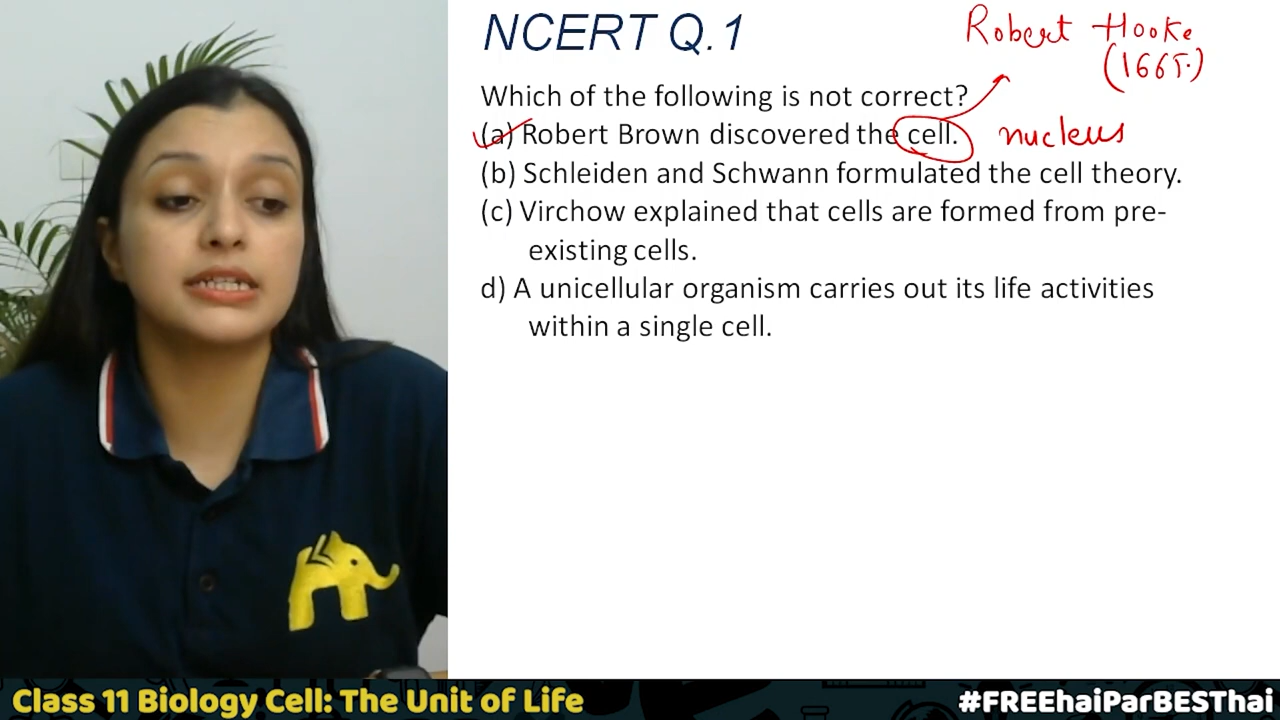 NCERT Q.1
Robert Hooke
(1665.)
Which of the following is not correct?
(a) Robert Brown discovered the cell. nucleus
(b) Schleiden and Schwann formulated the cell theory.
(c) Virchow explained that cells are formed from pre-
existing cells.
d) A unicellular organism carries out its life activities
within a single cell.
Class 11 Biology Cell: The Unit of Life
#FREEhaiParBESThai